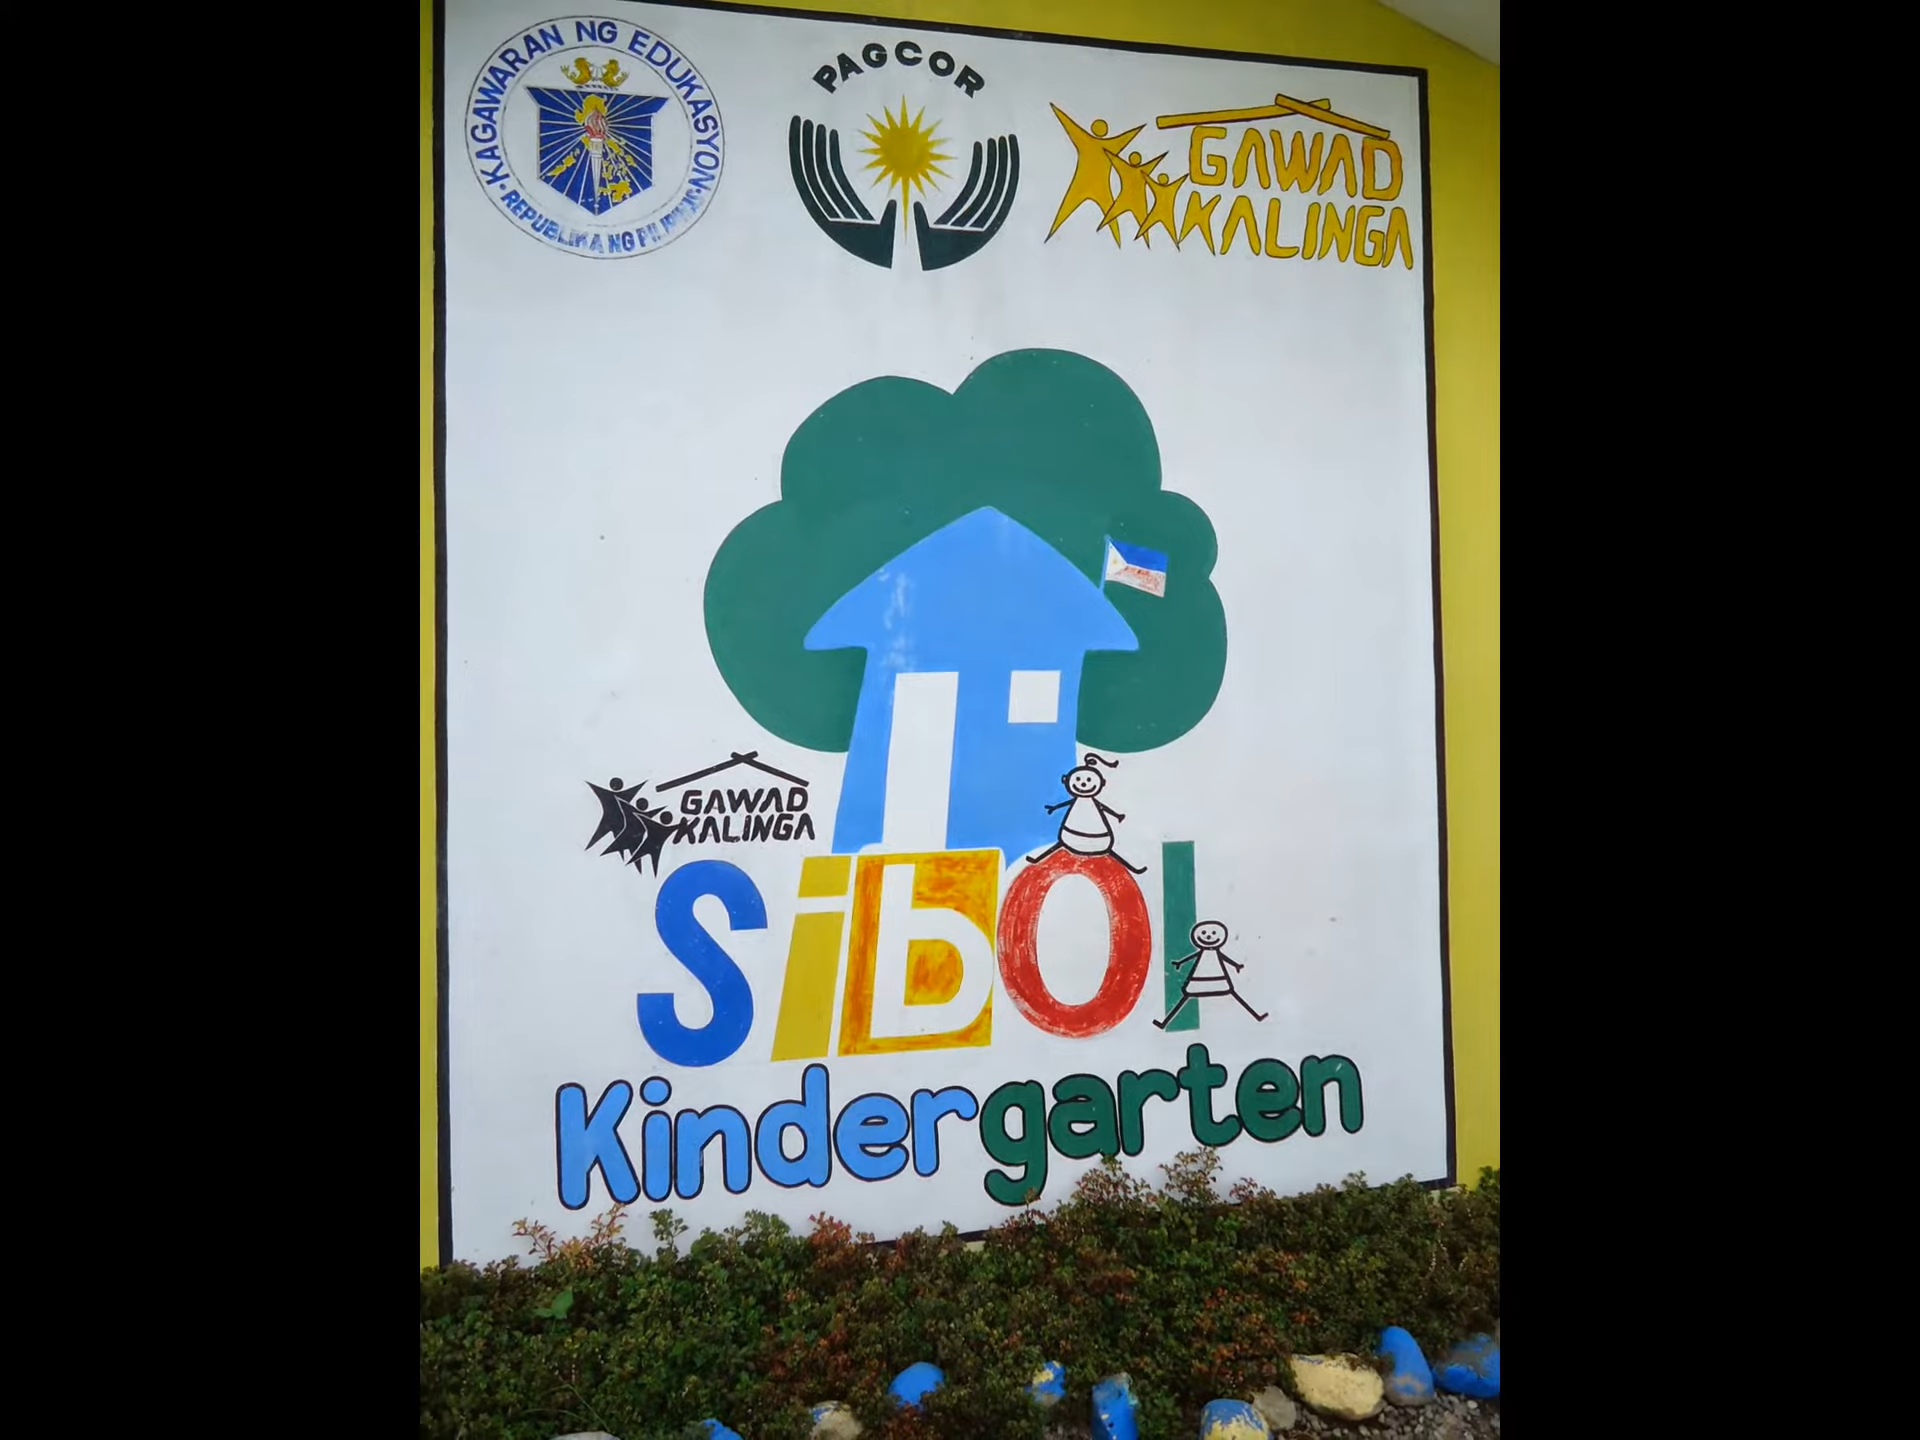 KAGAWARAN NG EDUKASYON
REPUBLIKA NG PILIPINAS
PAGCOR
GAWAD
KALINGA
GAWAD
KALINGA
Sibol
Kindergarten